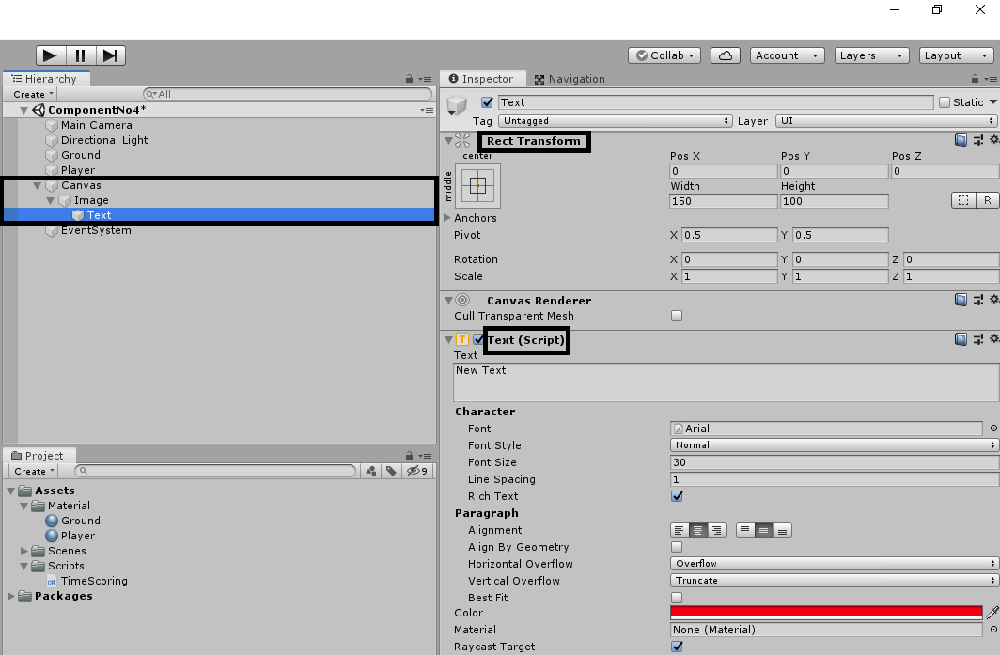 Collab Account Layers Layout
Hierarchy
Create All
ComponentNo4*
Main Camera
Directional Light
Ground
Player
Canvas
Image
Text
EventSystem
Project
Create 9
Assets
Material
Ground
Player
Scenes
Scripts
TimeScoring
Packages
Inspector Navigation
Text Static
Tag Untagged Layer UI
Rect Transform
center
middle
Pos X Pos Y Pos Z
0 0 0
Width Height
150 100 R
Anchors
Pivot X 0.5 Y 0.5
Rotation X 0 Y 0 Z 0
Scale X 1 Y 1 Z 1
Canvas Renderer
Cull Transparent Mesh
T Text (Script)
Text
New Text
Character
Font Arial
Font Style Normal
Font Size 30
Line Spacing 1
Rich Text
Paragraph
Alignment
Align By Geometry
Horizontal Overflow Overflow
Vertical Overflow Truncate
Best Fit
Color
Material None (Material)
Raycast Target